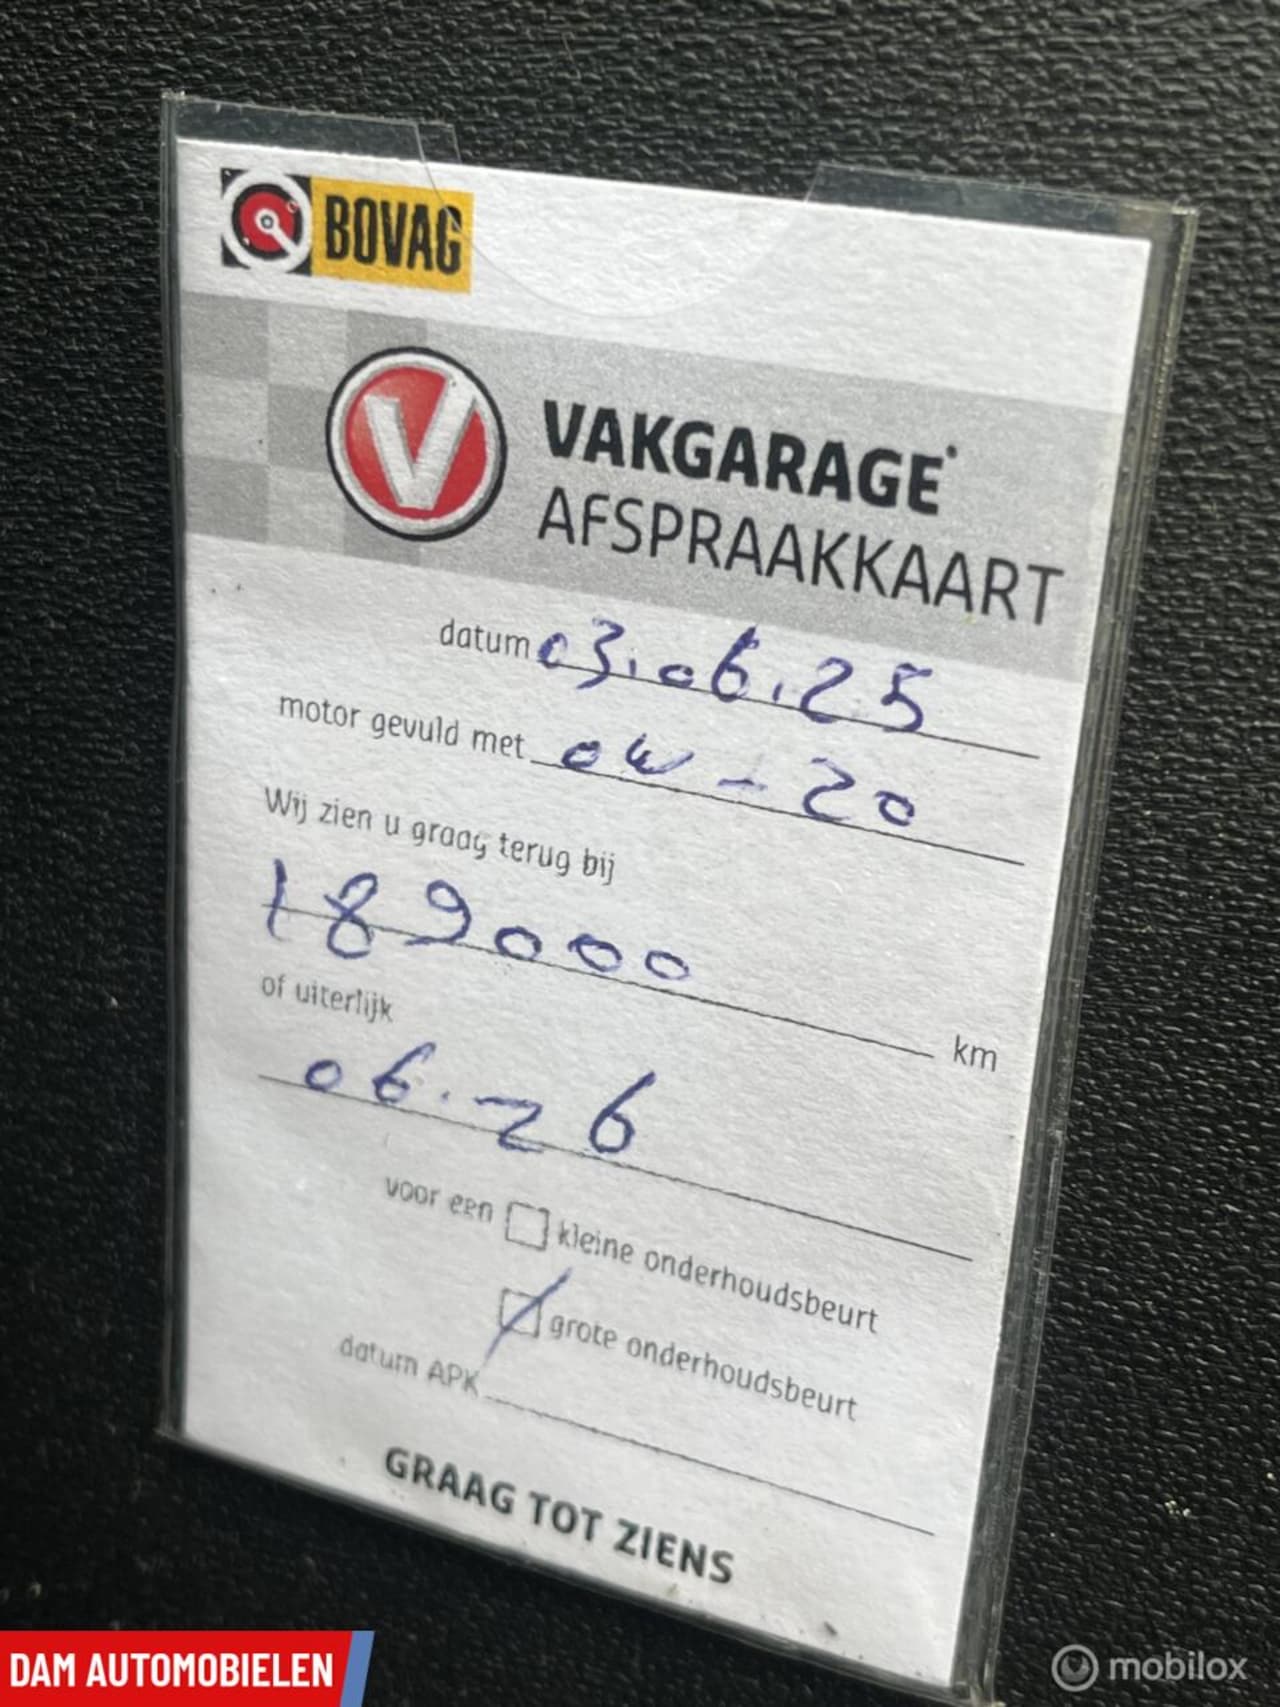 BOVAG
V
VAKGARAGE
AFSPRAAKKAART
datum 03.06.25
motor gevuld met 0W-20
Wij zien u graag terug bij
189000 km
of uiterlijk
06.-26
voor een kleine onderhoudsbeurt
grote onderhoudsbeurt
datum APK
GRAAG TOT ZIENS
DAM AUTOMOBIELEN
mobilox